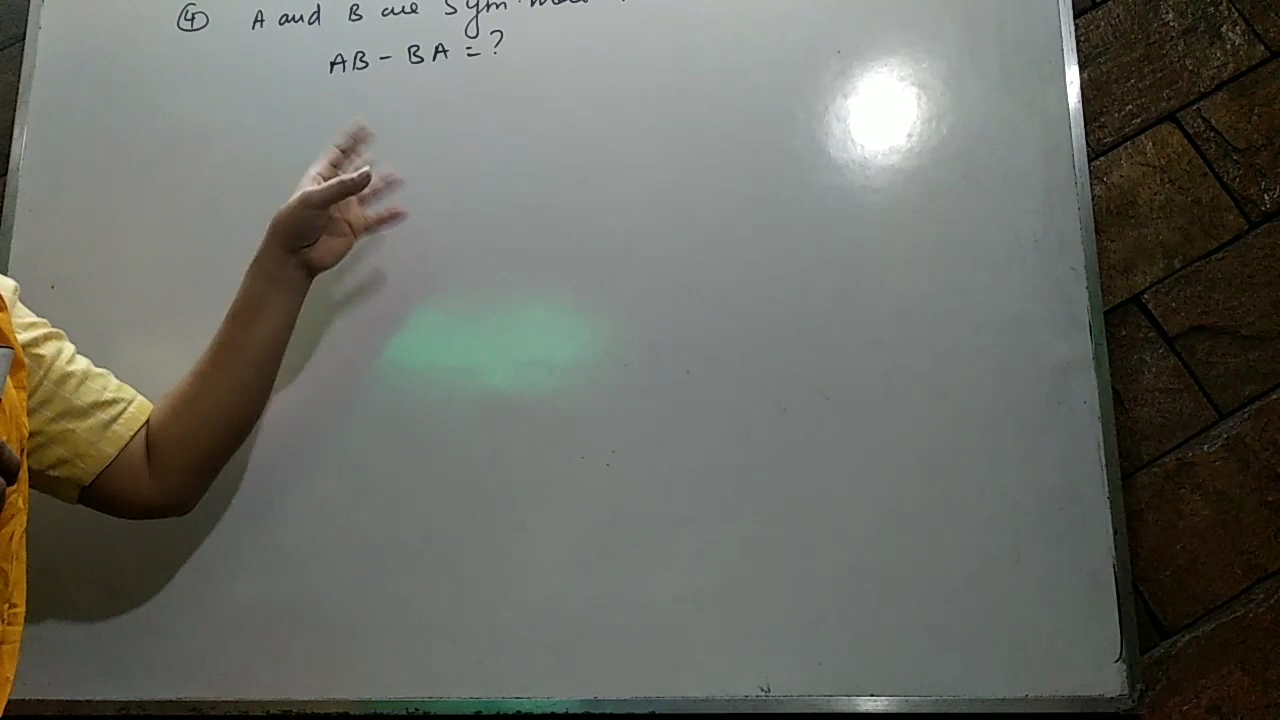 ④ A and B are
AB - BA = ?